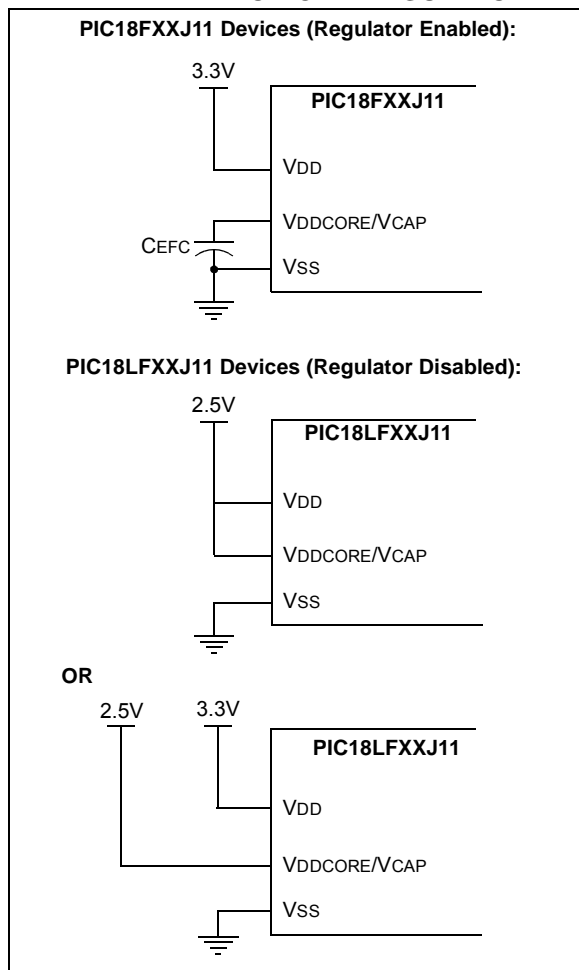 PIC18FXXJ11 Devices (Regulator Enabled):
3.3V
PIC18FXXJ11
VDD
VDDCORE/VCAP
CEFC
VSS
PIC18LFXXJ11 Devices (Regulator Disabled):
2.5V
PIC18LFXXJ11
VDD
VDDCORE/VCAP
VSS
OR
2.5V 3.3V
PIC18LFXXJ11
VDD
VDDCORE/VCAP
VSS